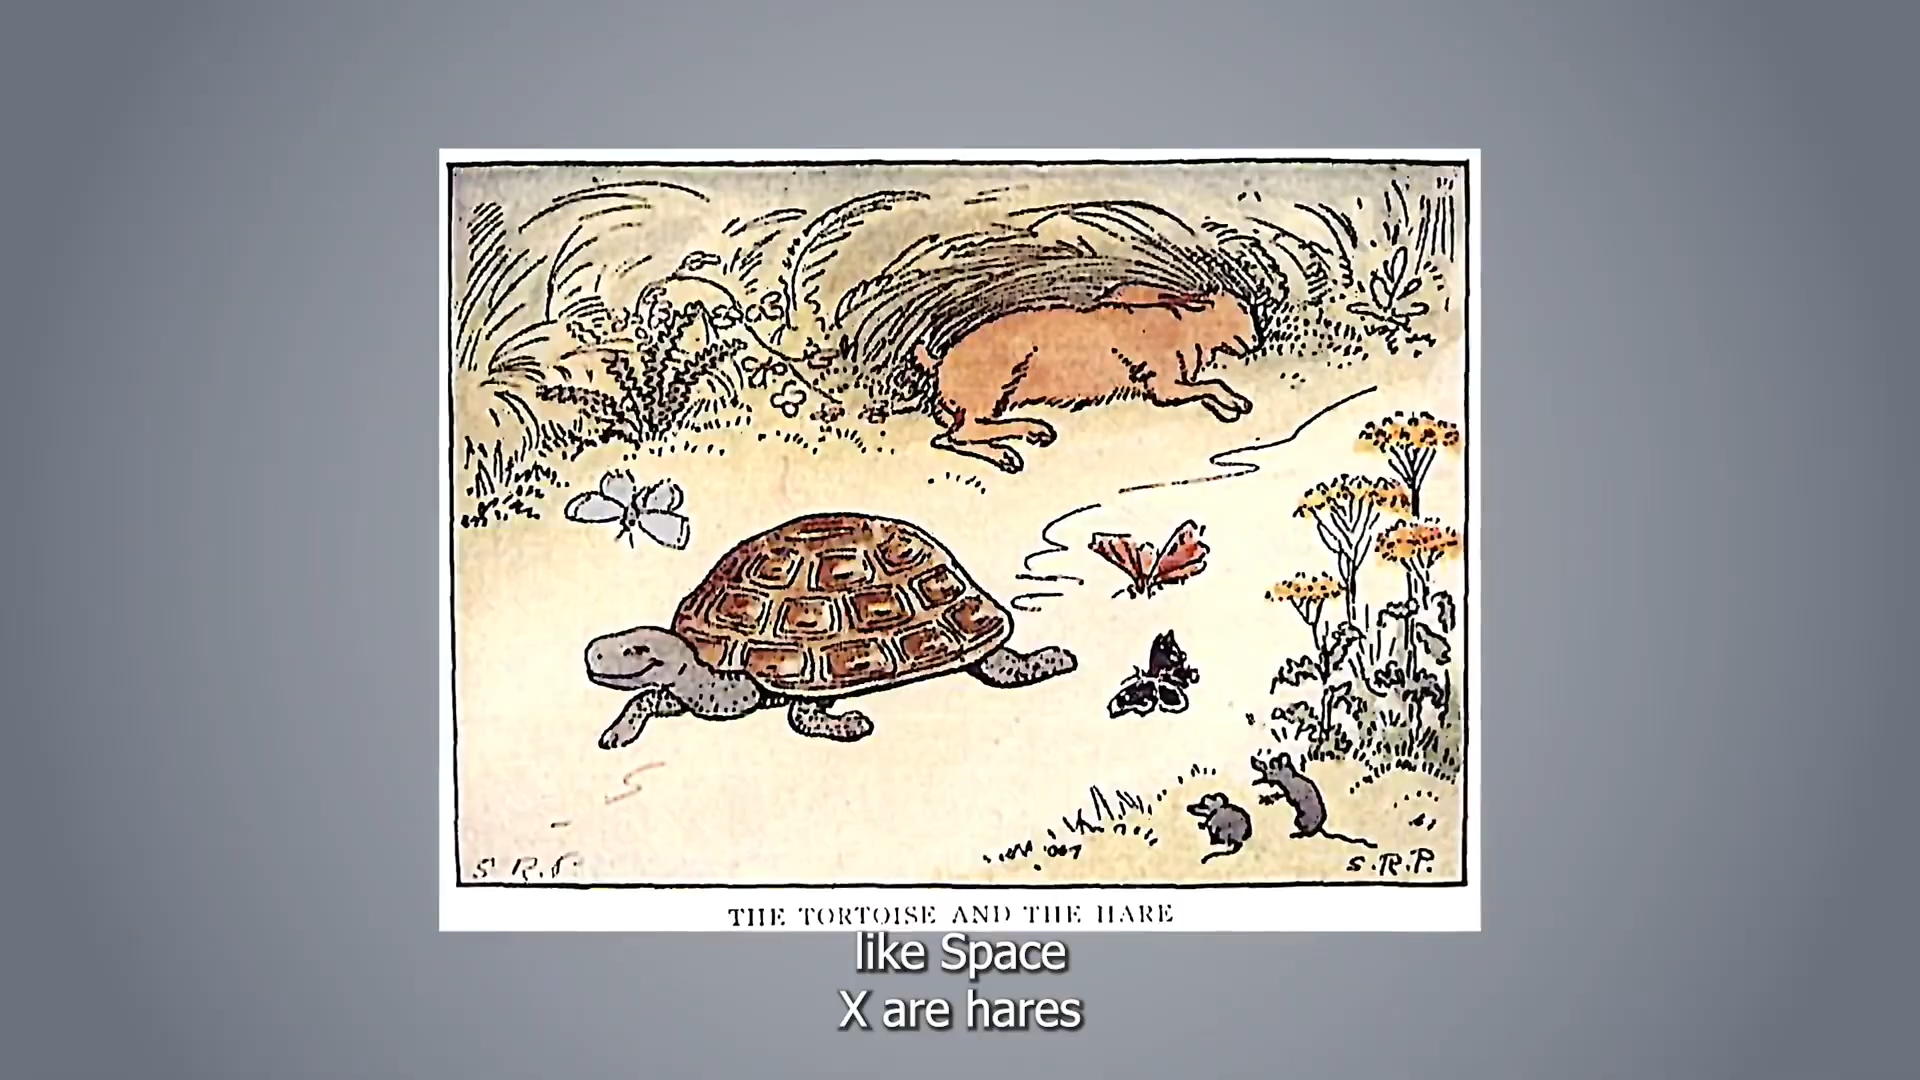 S.R.P.
THE TORTOISE AND THE HARE
like Space
X are hares